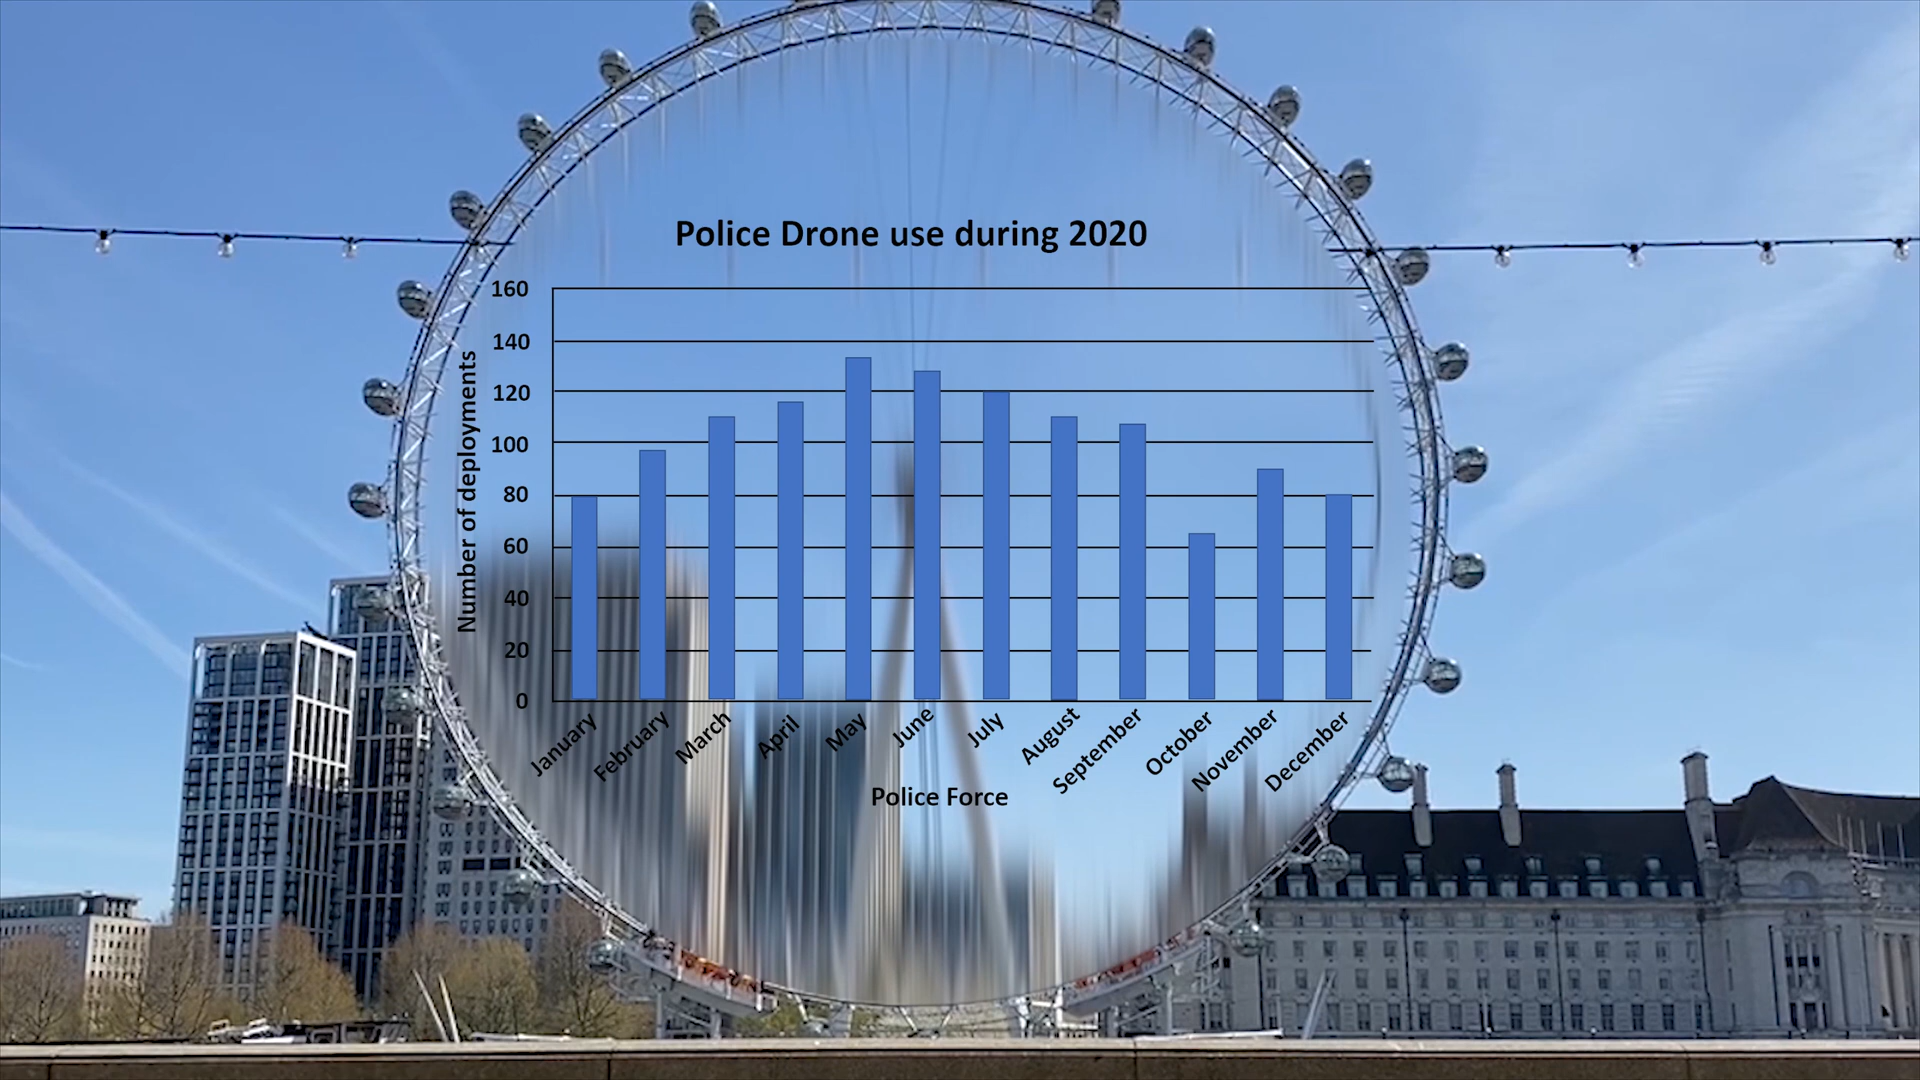 Police Drone use during 2020
160
140
120
100
80
60
40
20
0
Number of deployments
January
February
March
April
May
June
July
August
September
October
November
December
Police Force